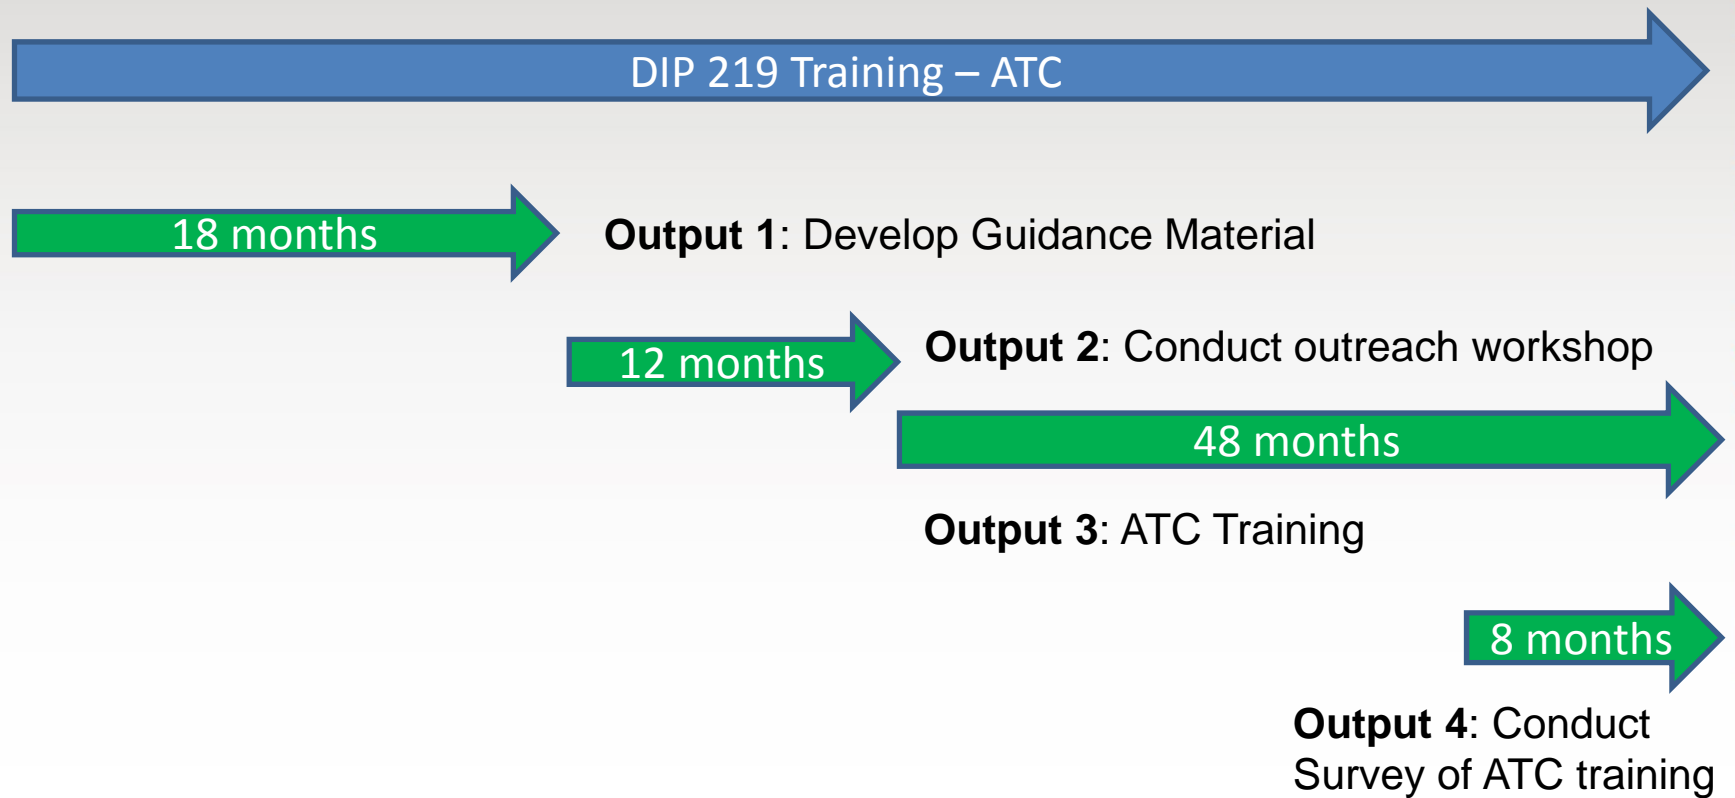 DIP 219 Training – ATC
18 months
Output 1: Develop Guidance Material
12 months
Output 2: Conduct outreach workshop
48 months
Output 3: ATC Training
8 months
Output 4: Conduct
Survey of ATC training